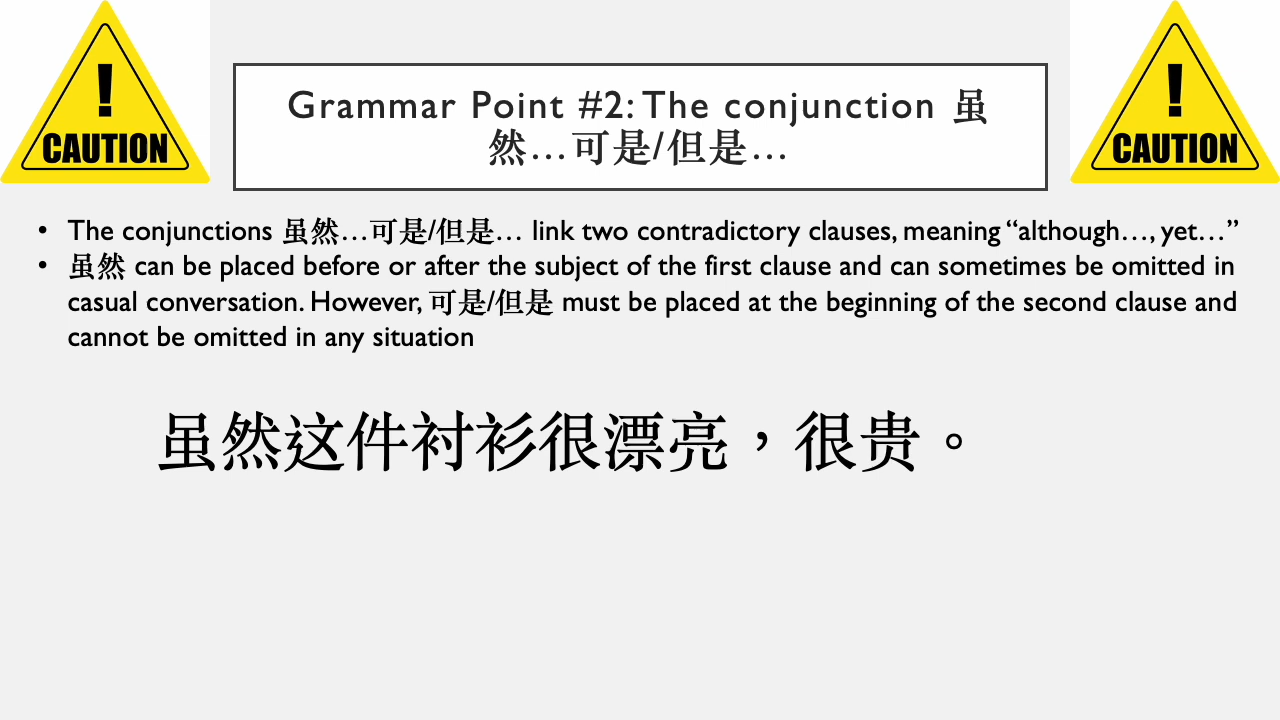 !
CAUTION
!
CAUTION
Grammar Point #2: The conjunction 虽
然…可是/但是…
• The conjunctions 虽然…可是/但是… link two contradictory clauses, meaning “although…, yet…”
• 虽然 can be placed before or after the subject of the first clause and can sometimes be omitted in
casual conversation. However, 可是/但是 must be placed at the beginning of the second clause and
cannot be omitted in any situation
虽然这件衬衫很漂亮，很贵。